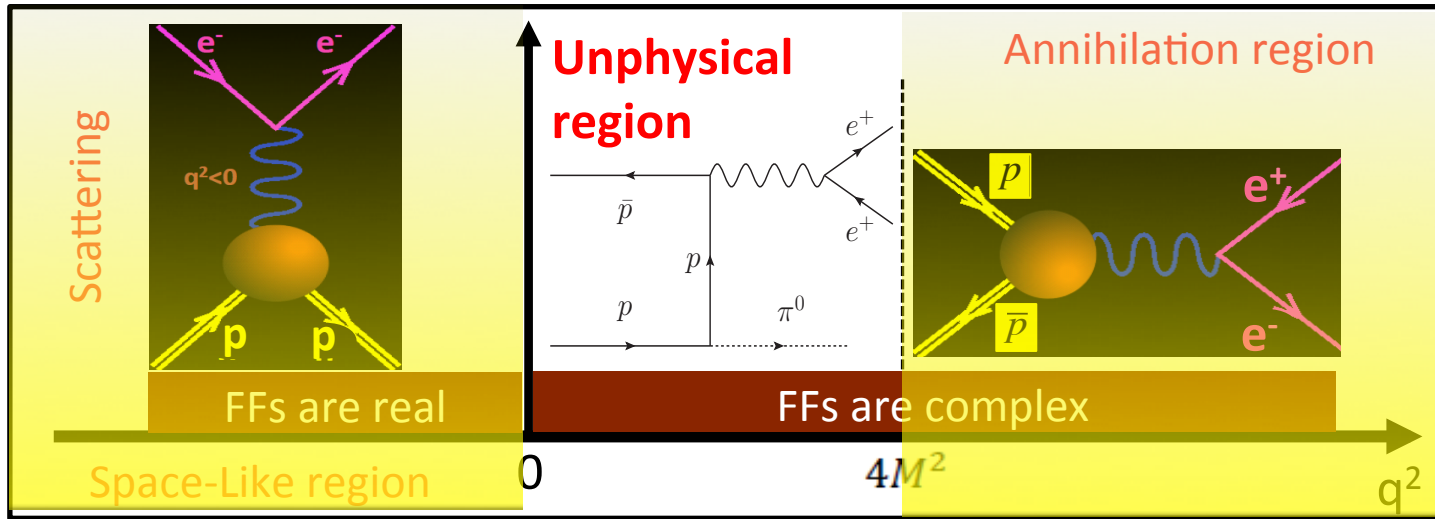 Scattering
e-
e-
q²<0
p
p
FFs are real
Space-Like region
Unphysical
region
p̄
p
p
π⁰
e⁺
e⁺
Annihilation region
p
p̄
e⁺
e-
FFs are complex
0
4M²
q²